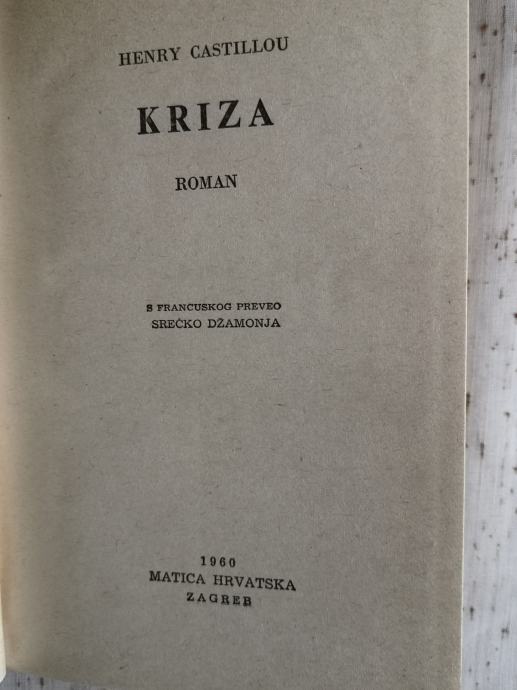 HENRY CASTILLOU
KRIZA
ROMAN
S FRANCUSKOG PREVEO
SREĆKO DŽAMONJA
1960
MATICA HRVATSKA
ZAGREB